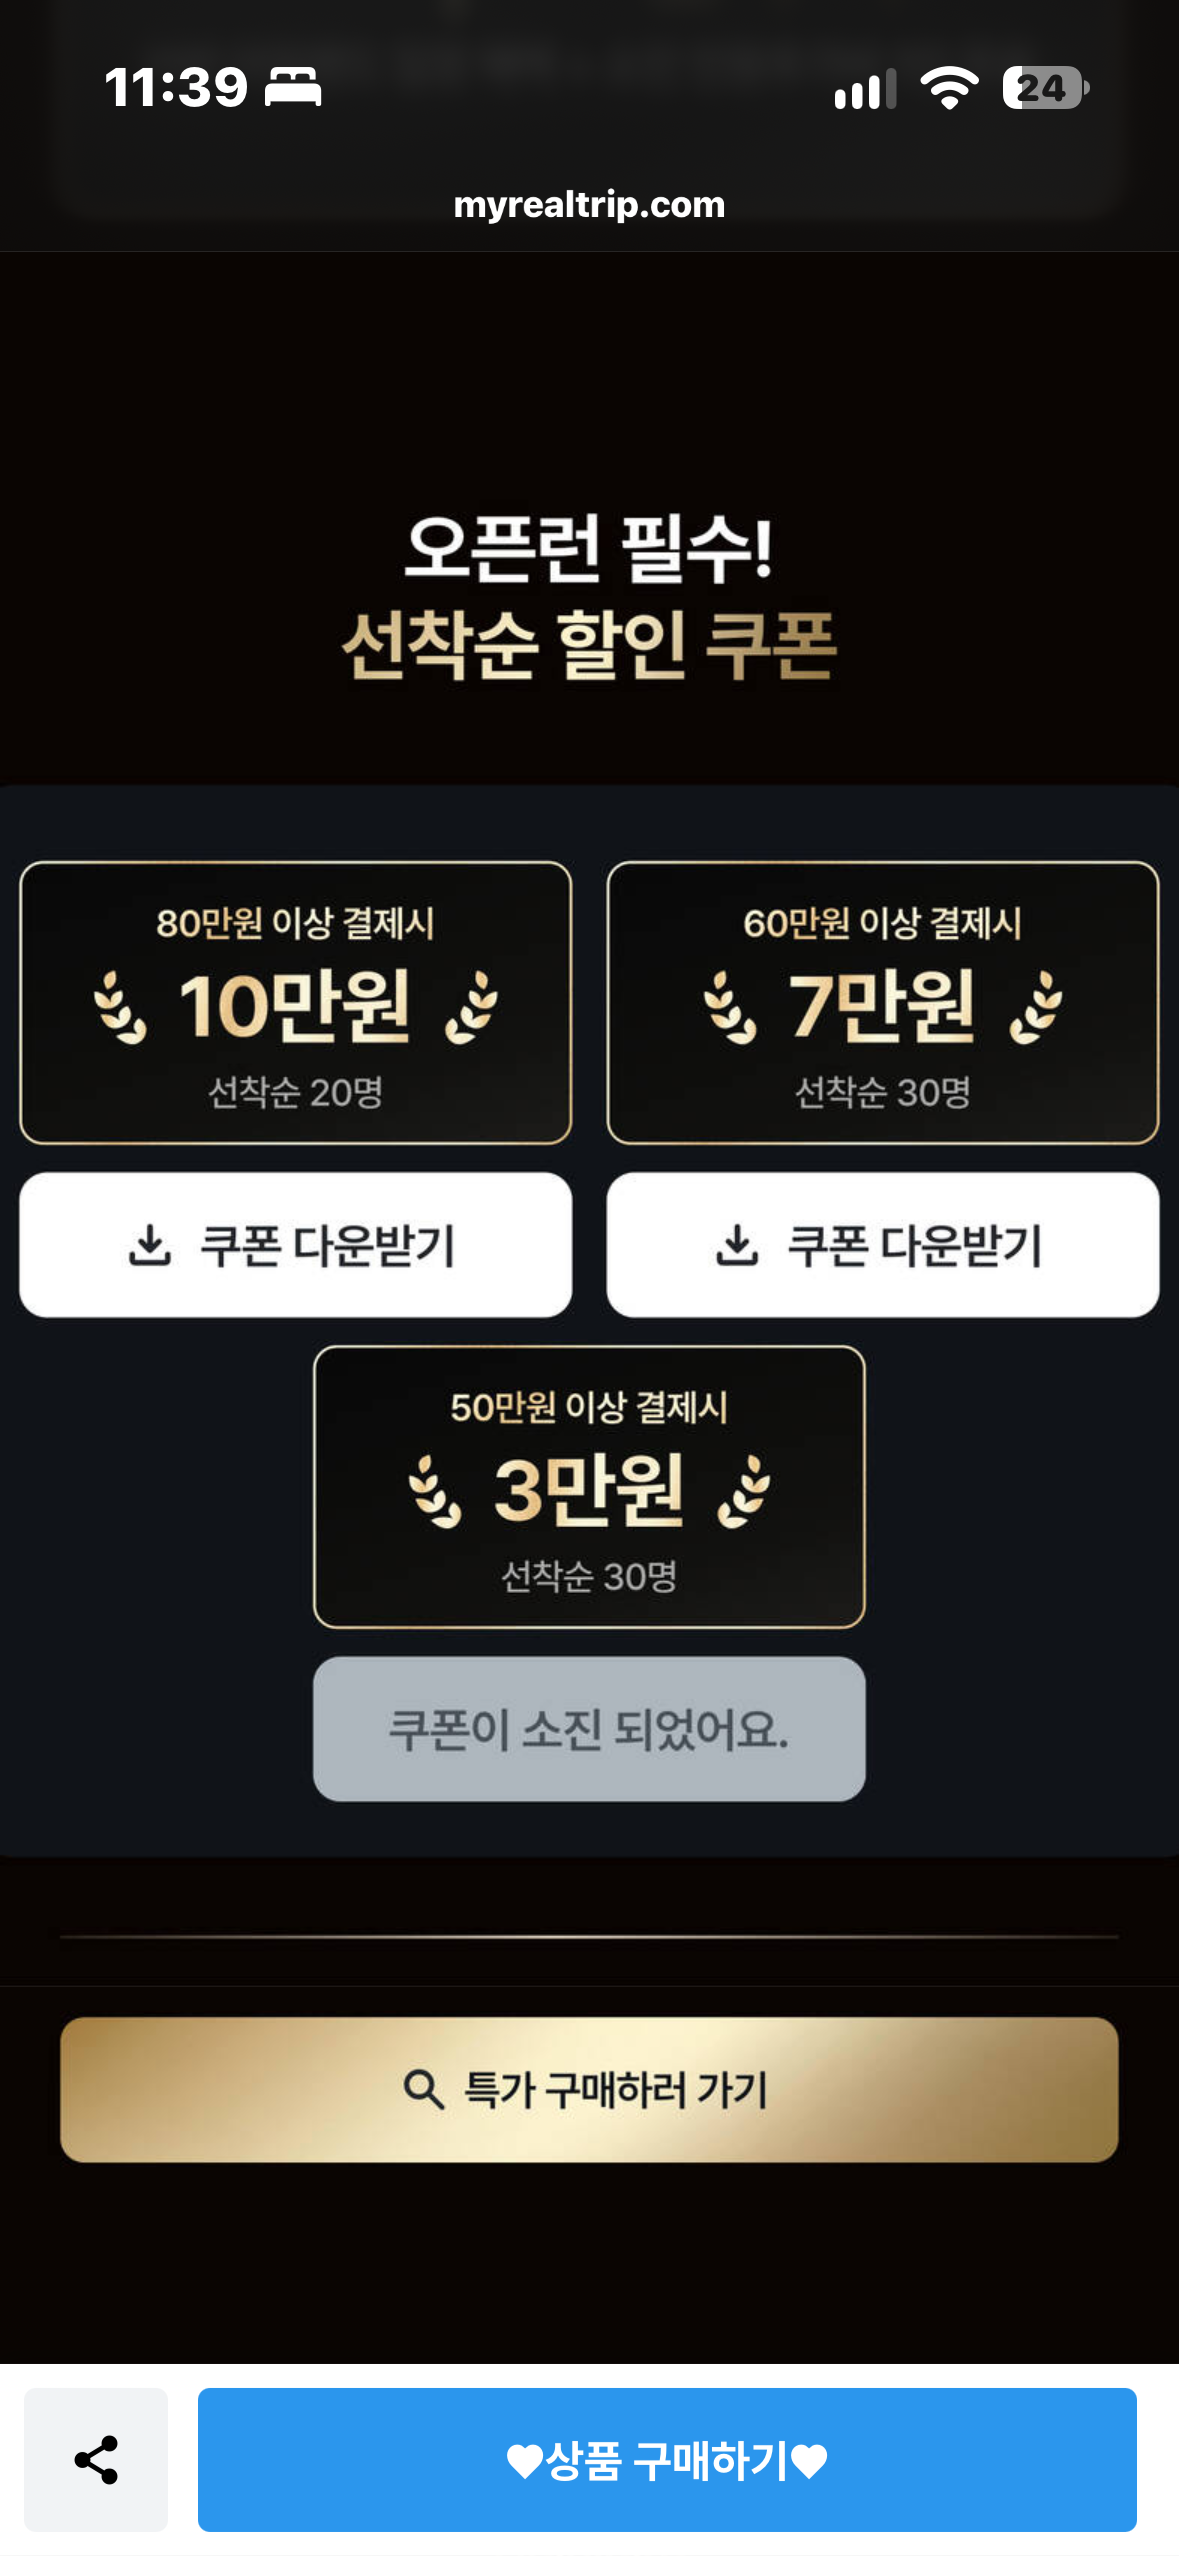 11:39
24
myrealtrip.com
오픈런 필수!
선착순 할인 쿠폰
80만원 이상 결제시
10만원
선착순 20명
쿠폰 다운받기
60만원 이상 결제시
7만원
선착순 30명
쿠폰 다운받기
50만원 이상 결제시
3만원
선착순 30명
쿠폰이 소진 되었어요.
특가 구매하러 가기
♥상품 구매하기♥